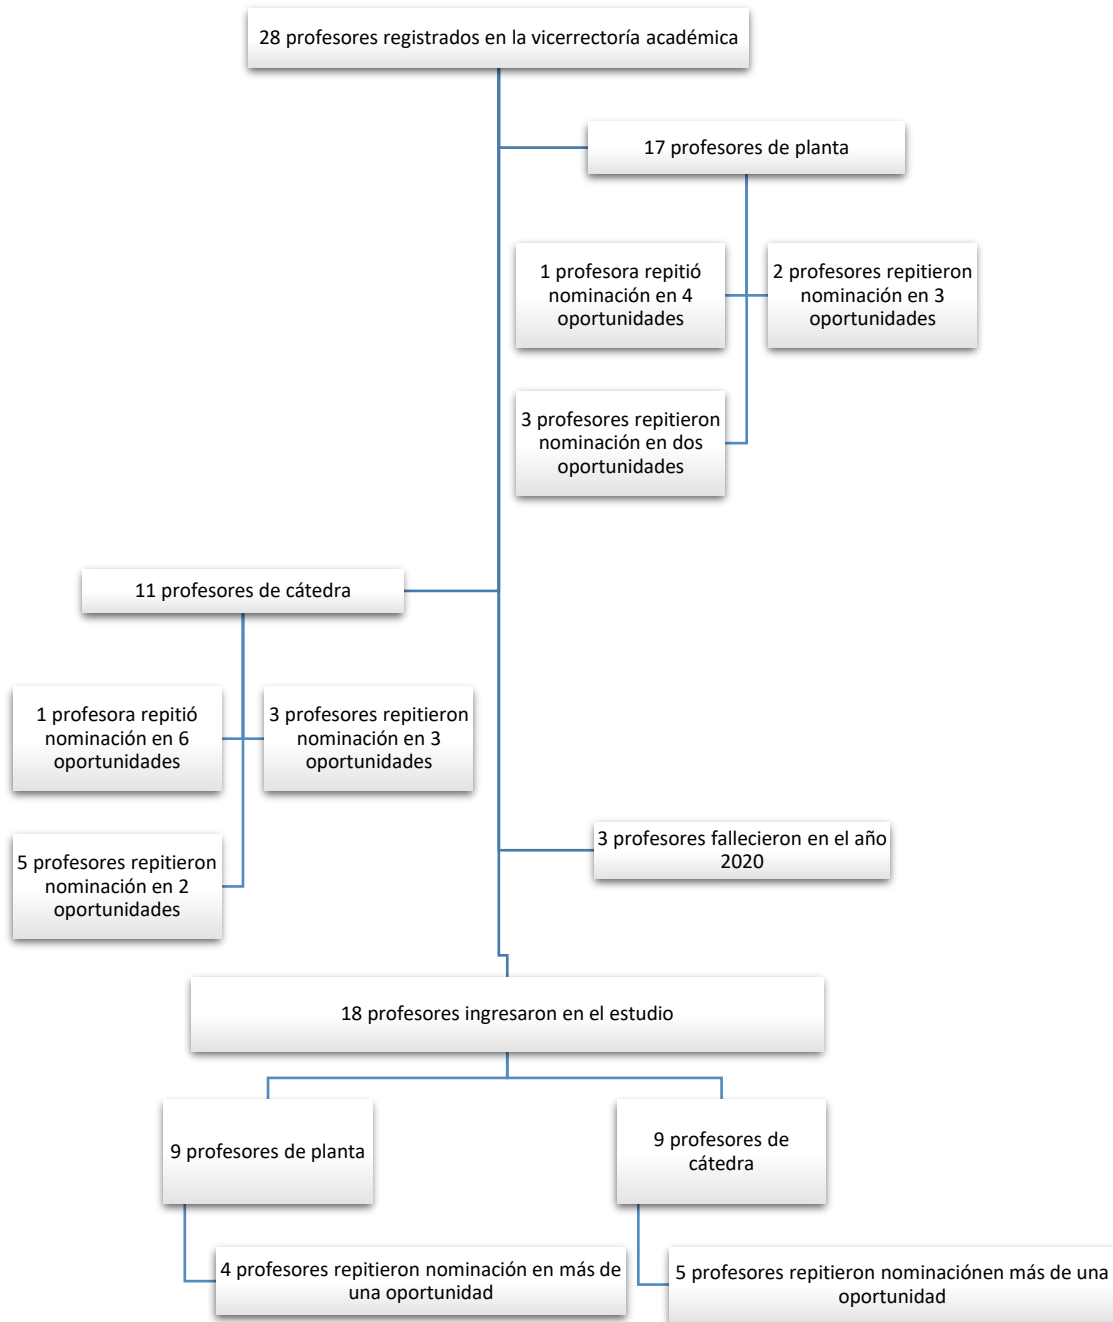 28 profesores registrados en la vicerrectoría académica
17 profesores de planta
1 profesora repitió
nominación en 4
oportunidades
2 profesores repitieron
nominación en 3
oportunidades
3 profesores repitieron
nominación en dos
oportunidades
11 profesores de cátedra
1 profesora repitió
nominación en 6
oportunidades
3 profesores repitieron
nominación en 3
oportunidades
5 profesores repitieron
nominación en 2
oportunidades
3 profesores fallecieron en el año
2020
18 profesores ingresaron en el estudio
9 profesores de planta
9 profesores de
cátedra
4 profesores repitieron nominación en más de
una oportunidad
5 profesores repitieron nominaciónen más de una
oportunidad